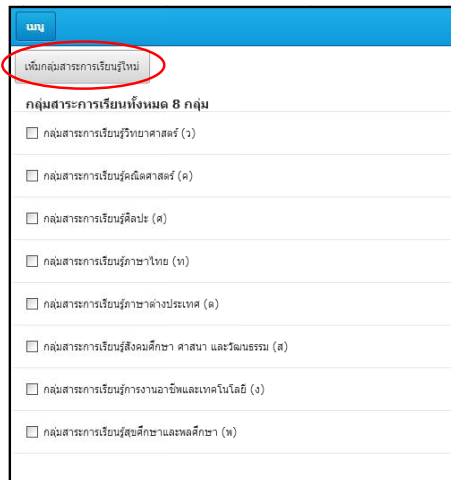 เมนู
เพิ่มกลุ่มสาระการเรียนรู้ใหม่
กลุ่มสาระการเรียนทั้งหมด 8 กลุ่ม
กลุ่มสาระการเรียนรู้วิทยาศาสตร์ (ว)
กลุ่มสาระการเรียนรู้คณิตศาสตร์ (ค)
กลุ่มสาระการเรียนรู้ศิลปะ (ศ)
กลุ่มสาระการเรียนรู้ภาษาไทย (ท)
กลุ่มสาระการเรียนรู้ภาษาต่างประเทศ (ต)
กลุ่มสาระการเรียนรู้สังคมศึกษา ศาสนา และวัฒนธรรม (ส)
กลุ่มสาระการเรียนรู้การงานอาชีพและเทคโนโลยี (ง)
กลุ่มสาระการเรียนรู้สุขศึกษาและพลศึกษา (พ)